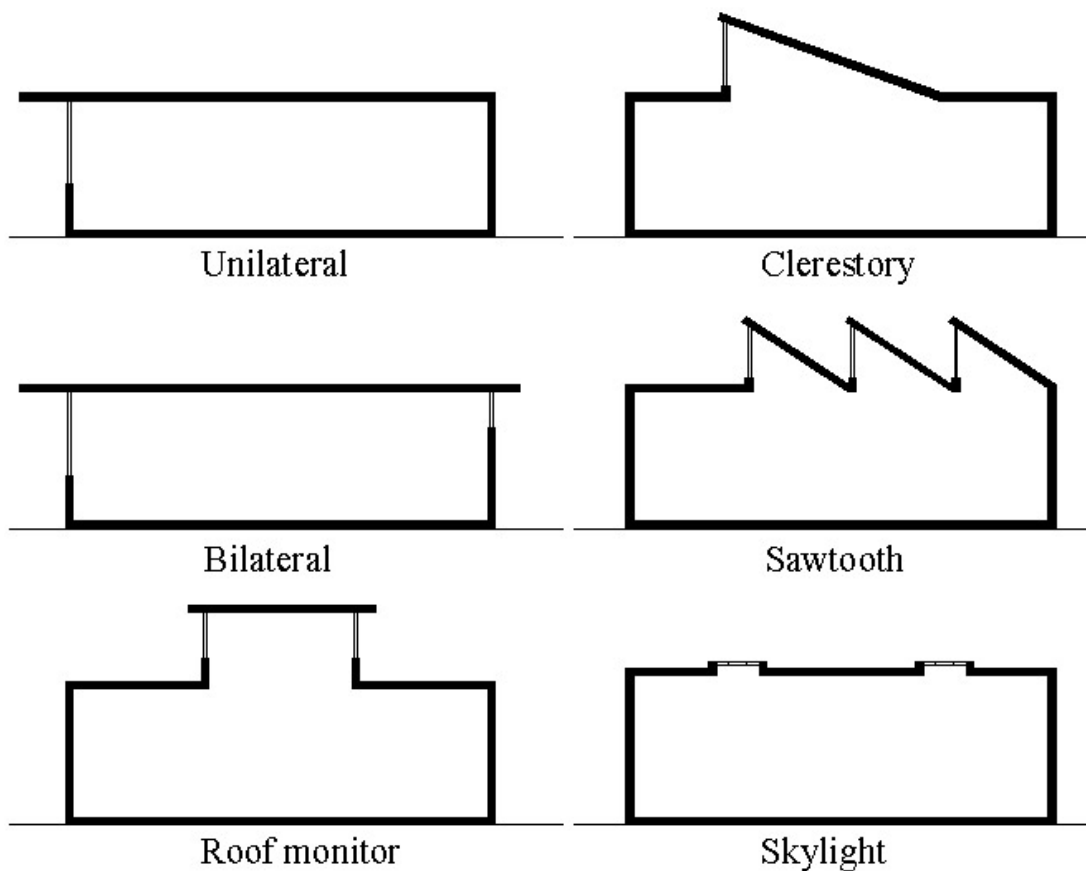 Unilateral
Clerestory
Bilateral
Sawtooth
Roof monitor
Skylight